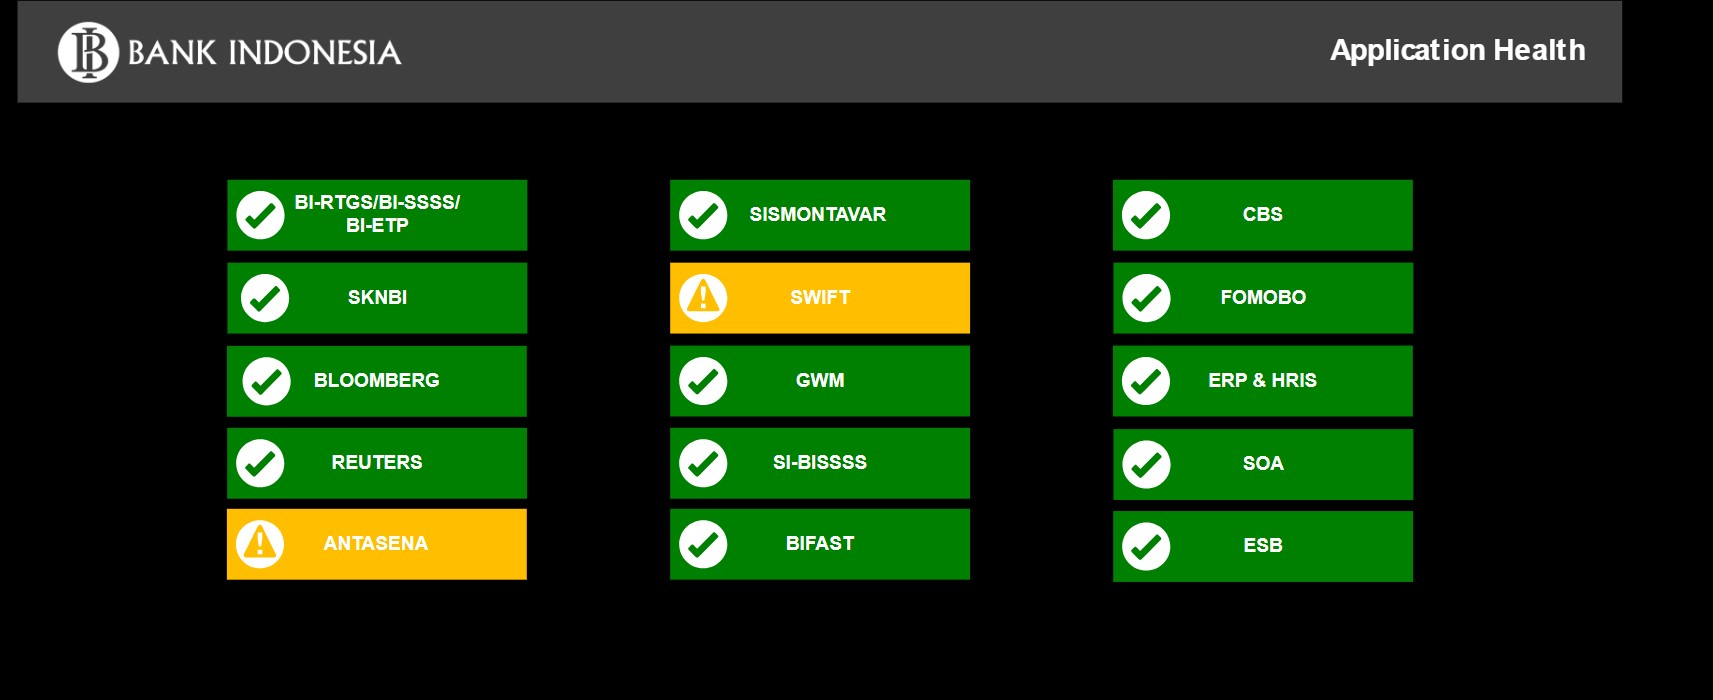 BANK INDONESIA
Application Health
BI-RTGS/BI-SSSS/
BI-ETP
SKNBI
BLOOMBERG
REUTERS
ANTASENA
SISMONTAVAR
SWIFT
GWM
SI-BISSSS
BIFAST
CBS
FOMOBO
ERP & HRIS
SOA
ESB